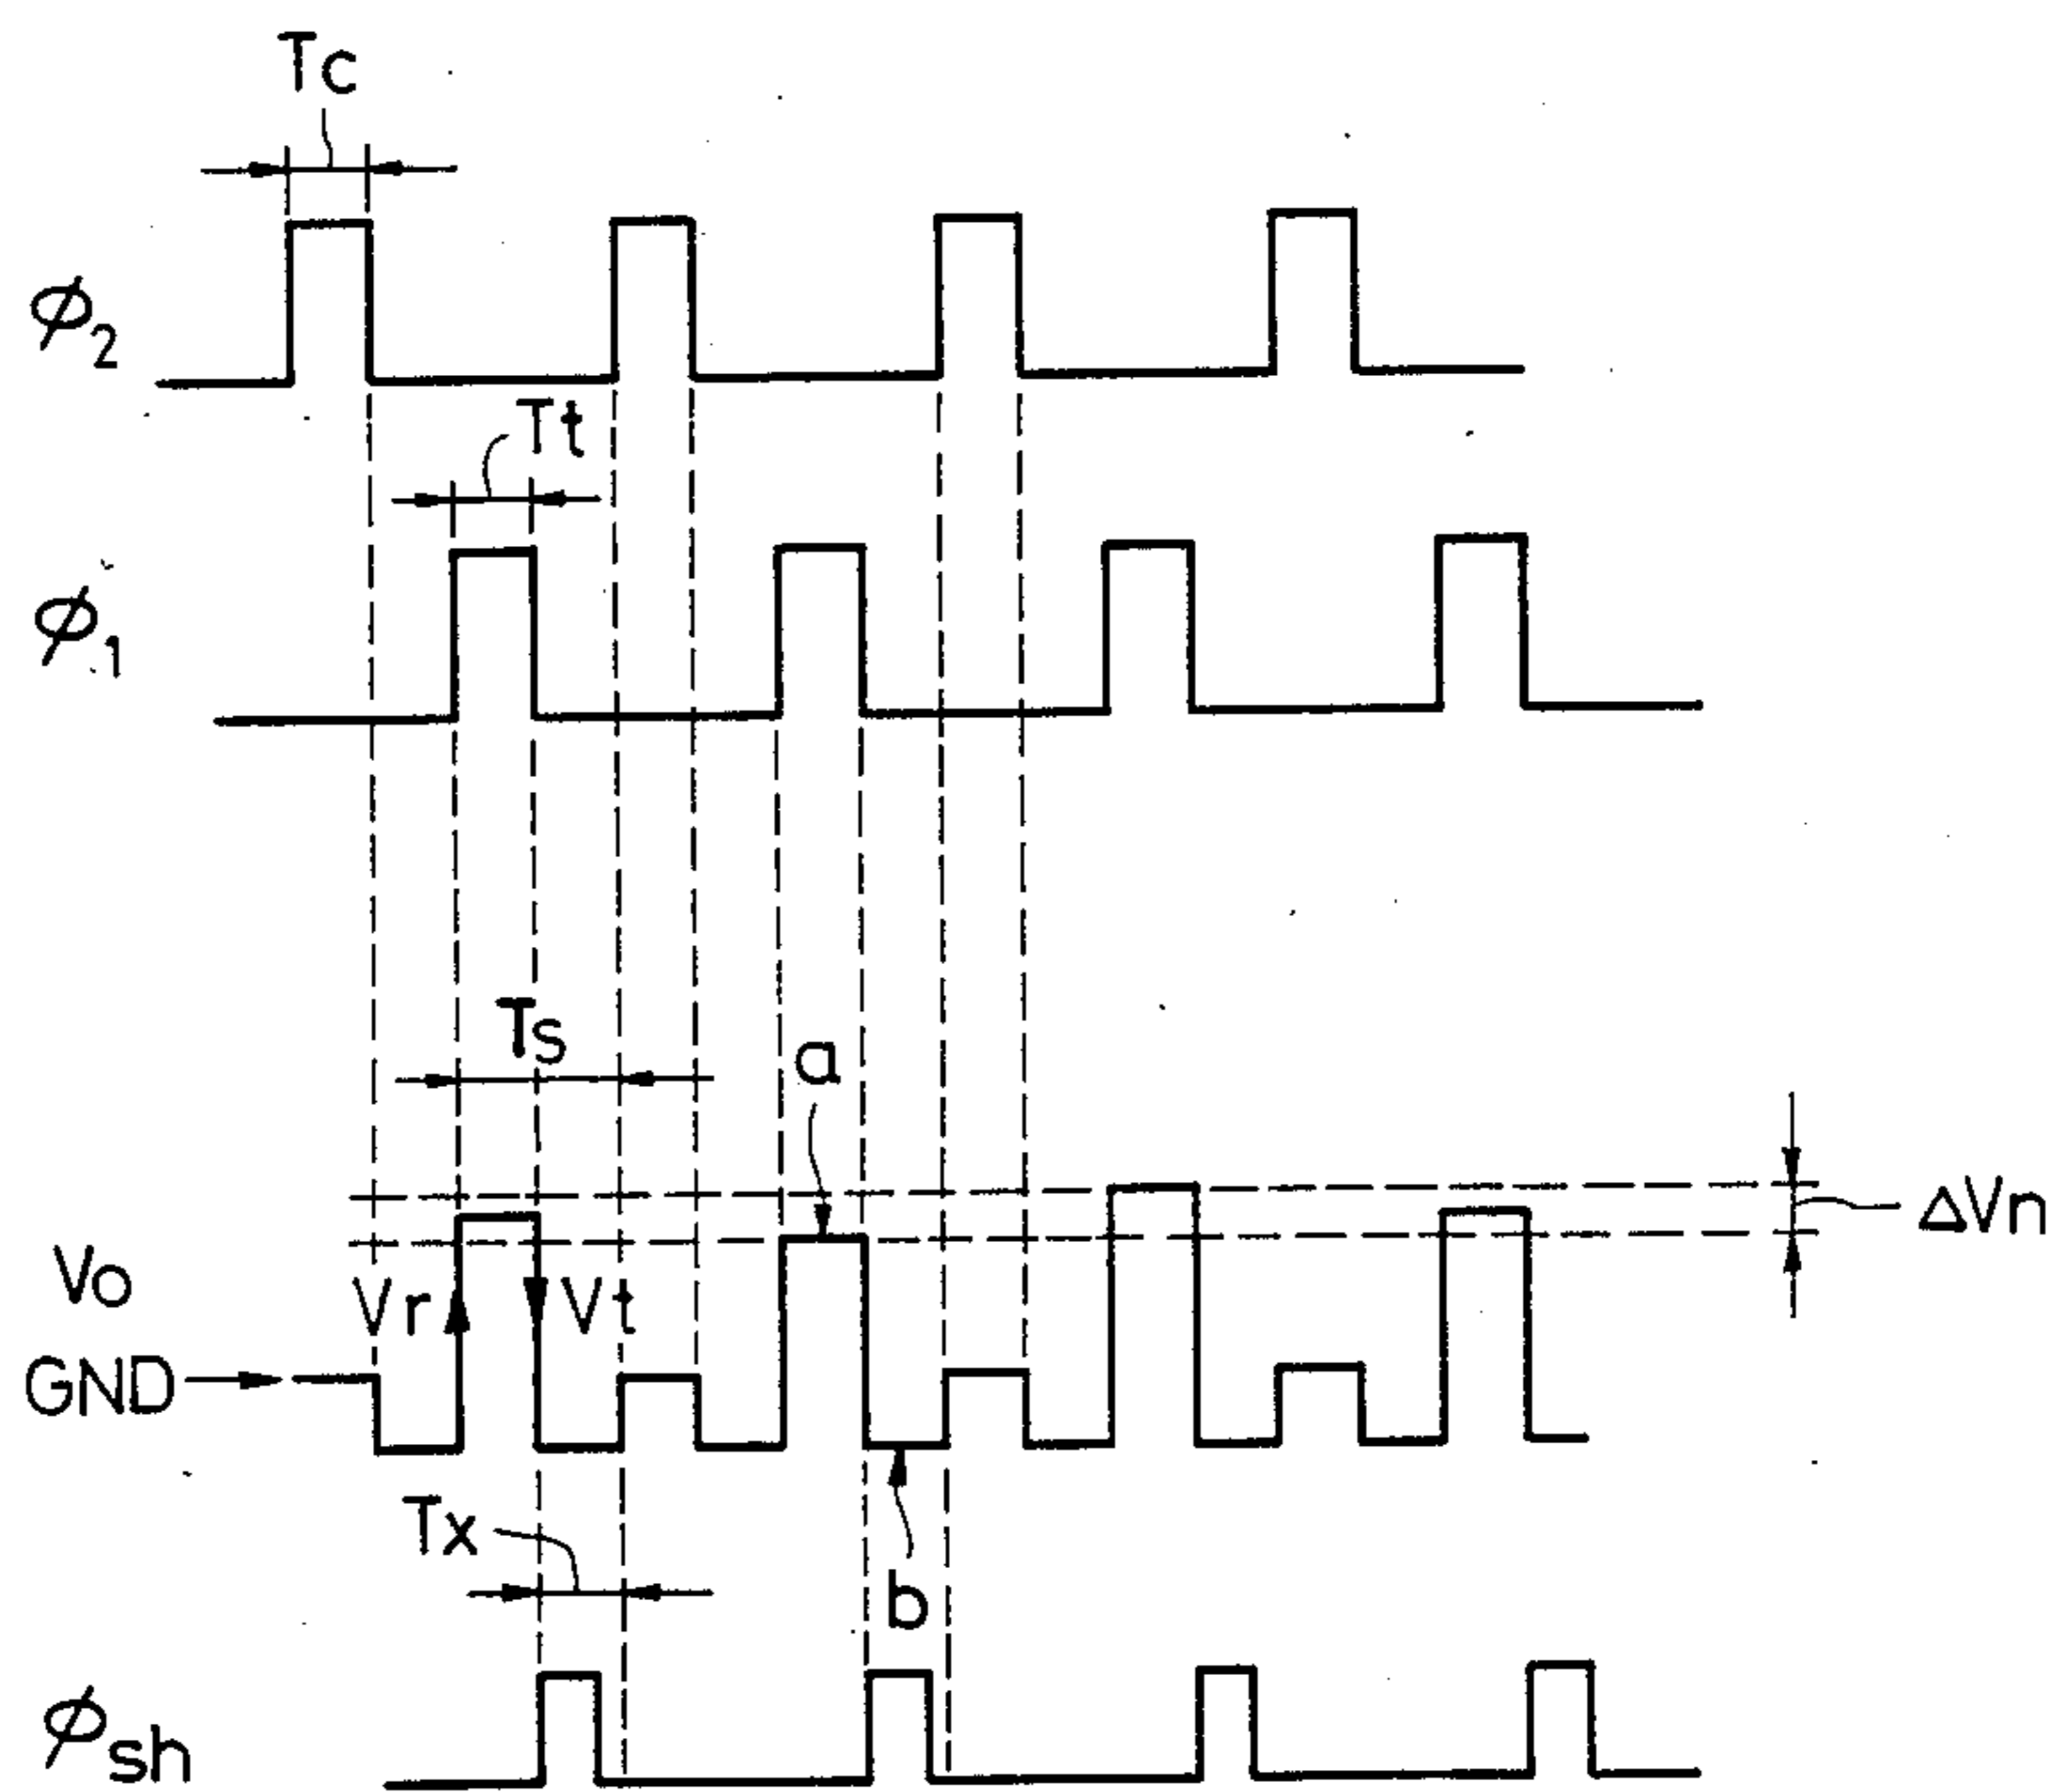 Tc
ϕ2
Tt
ϕ1
Ts
a
ΔVn
Vo
Vr
Vt
GND
Tx
b
ϕsh